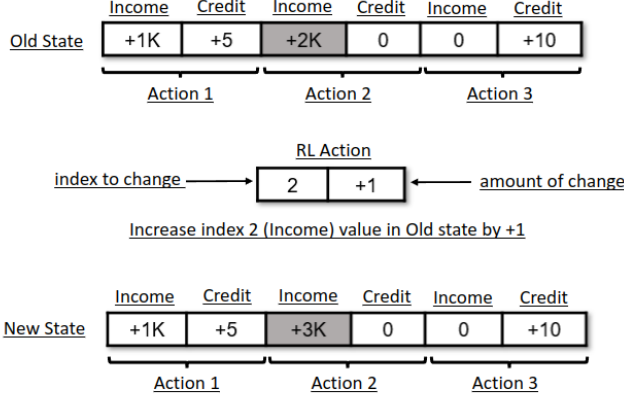 Income Credit Income Credit Income Credit
Old State +1K +5 +2K 0 0 +10
Action 1 Action 2 Action 3
RL Action
index to change 2 +1 amount of change
Increase index 2 (Income) value in Old state by +1
Income Credit Income Credit Income Credit
New State +1K +5 +3K 0 0 +10
Action 1 Action 2 Action 3